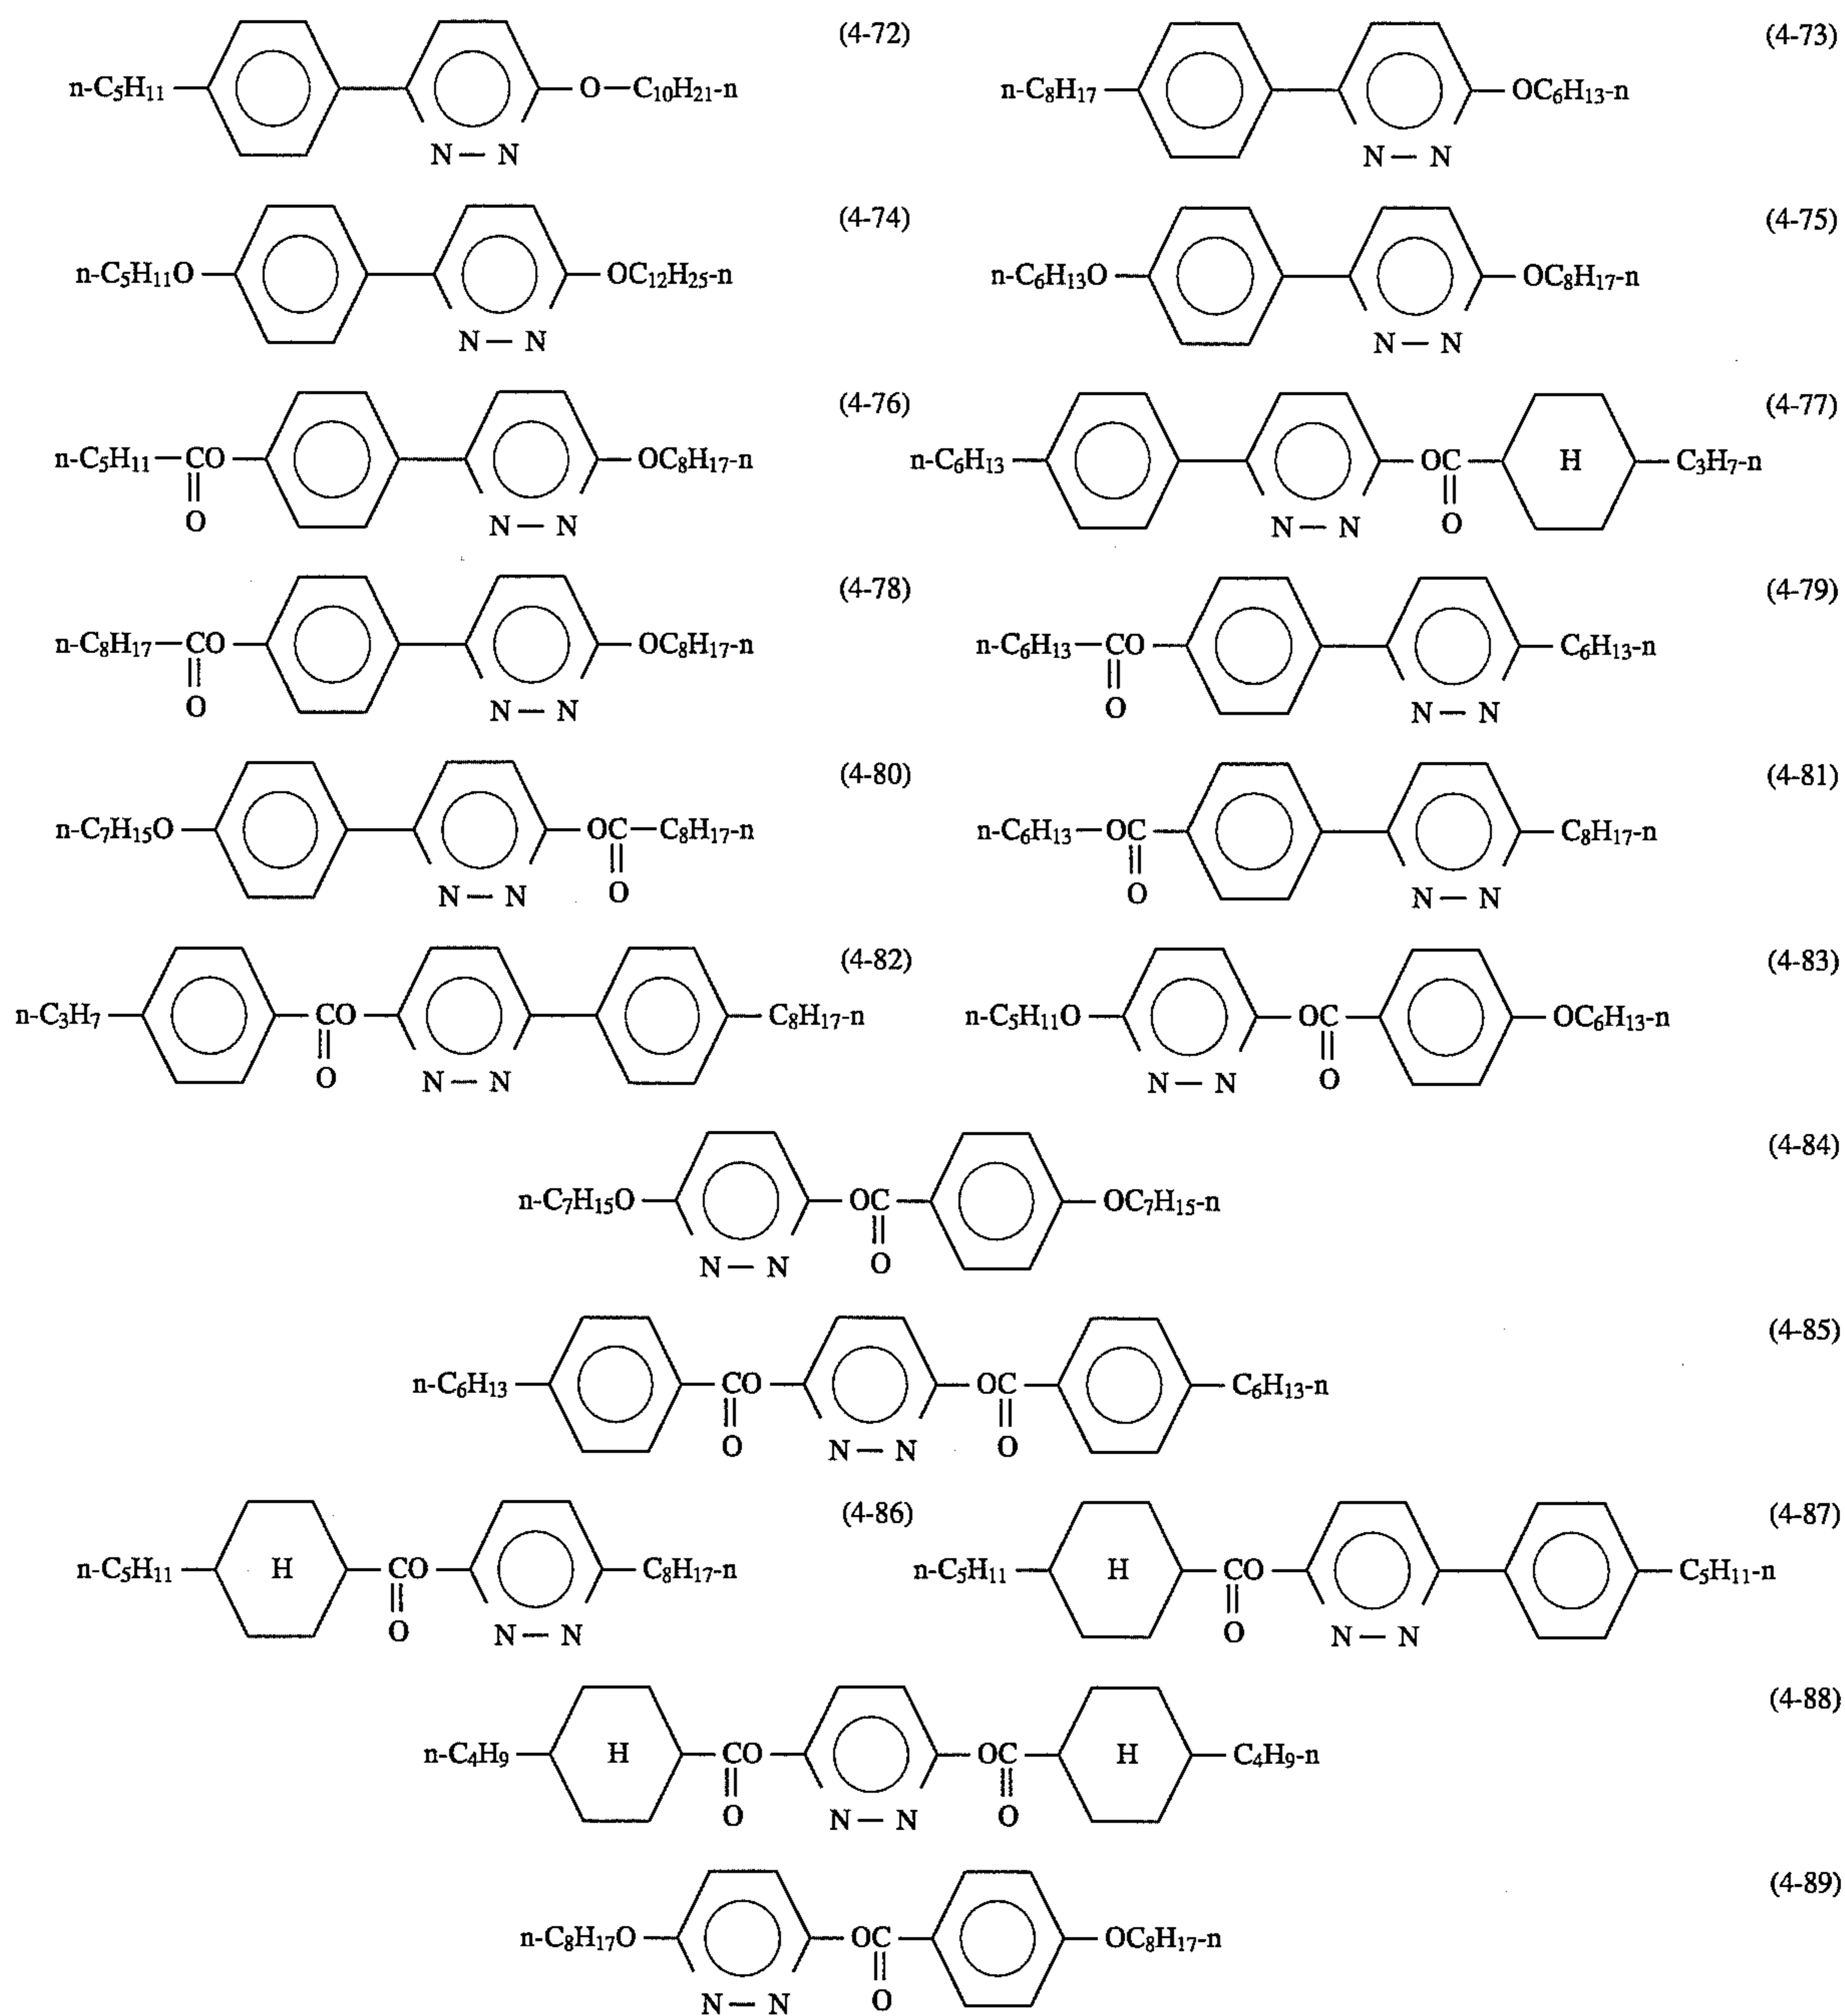 (4-72) (4-73)
n-C5H11 O C10H21-n n-C8H17 OC6H13-n
N N N N
(4-74) (4-75)
n-C5H11O OC12H25-n n-C6H13O OC8H17-n
N N N N
(4-76) H (4-77)
n-C5H11 CO OC8H17-n n-C6H13 OC C3H7-n
O N N N N O
(4-78) (4-79)
n-C8H17 CO OC8H17-n n-C6H13 CO C6H13-n
O N N O N N
(4-80) (4-81)
n-C7H15O OC C8H17-n n-C6H13 OC C8H17-n
N N O O N N
(4-82) (4-83)
n-C3H7 CO C8H17-n n-C5H11O OC OC6H13-n
O N N N N O
(4-84)
n-C7H15O OC OC7H15-n
N N O
(4-85)
n-C6H13 CO OC C6H13-n
O N N O
(4-86) (4-87)
n-C5H11 H CO C8H17-n n-C5H11 H CO C5H11-n
O N N O N N
(4-88)
n-C4H9 H CO OC H C4H9-n
O N N O
(4-89)
n-C8H17O OC OC8H17-n
N N O